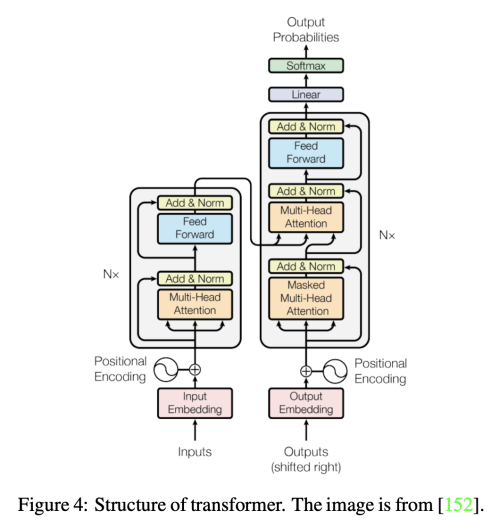 Output
Probabilities
Softmax
Linear
Add & Norm
Feed
Forward
Add & Norm
Multi-Head
Attention
Add & Norm
Masked
Multi-Head
Attention
Nx
Add & Norm
Feed
Forward
Add & Norm
Multi-Head
Attention
Nx
Positional
Encoding
Positional
Encoding
Input
Embedding
Output
Embedding
Inputs
Outputs
(shifted right)
Figure 4: Structure of transformer. The image is from [152].